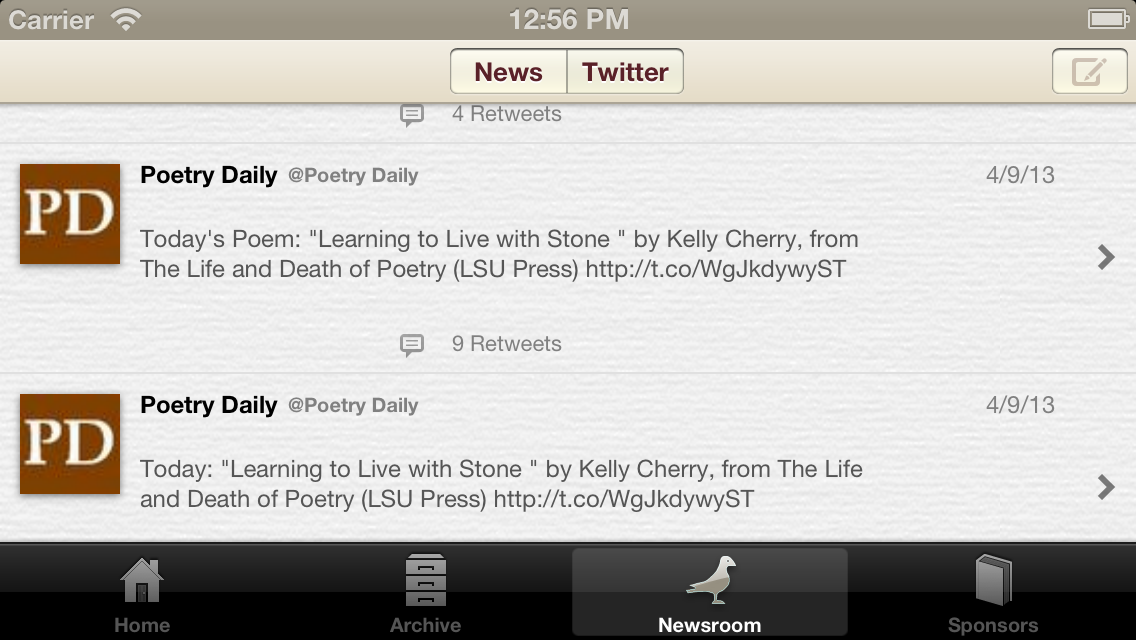 Carrier 12:56 PM
News Twitter
4 Retweets
PD
Poetry Daily @Poetry Daily 4/9/13
Today's Poem: "Learning to Live with Stone " by Kelly Cherry, from
The Life and Death of Poetry (LSU Press) http://t.co/WgJkdywyST
9 Retweets
PD
Poetry Daily @Poetry Daily 4/9/13
Today: "Learning to Live with Stone " by Kelly Cherry, from The Life
and Death of Poetry (LSU Press) http://t.co/WgJkdywyST
Home Archive Newsroom Sponsors